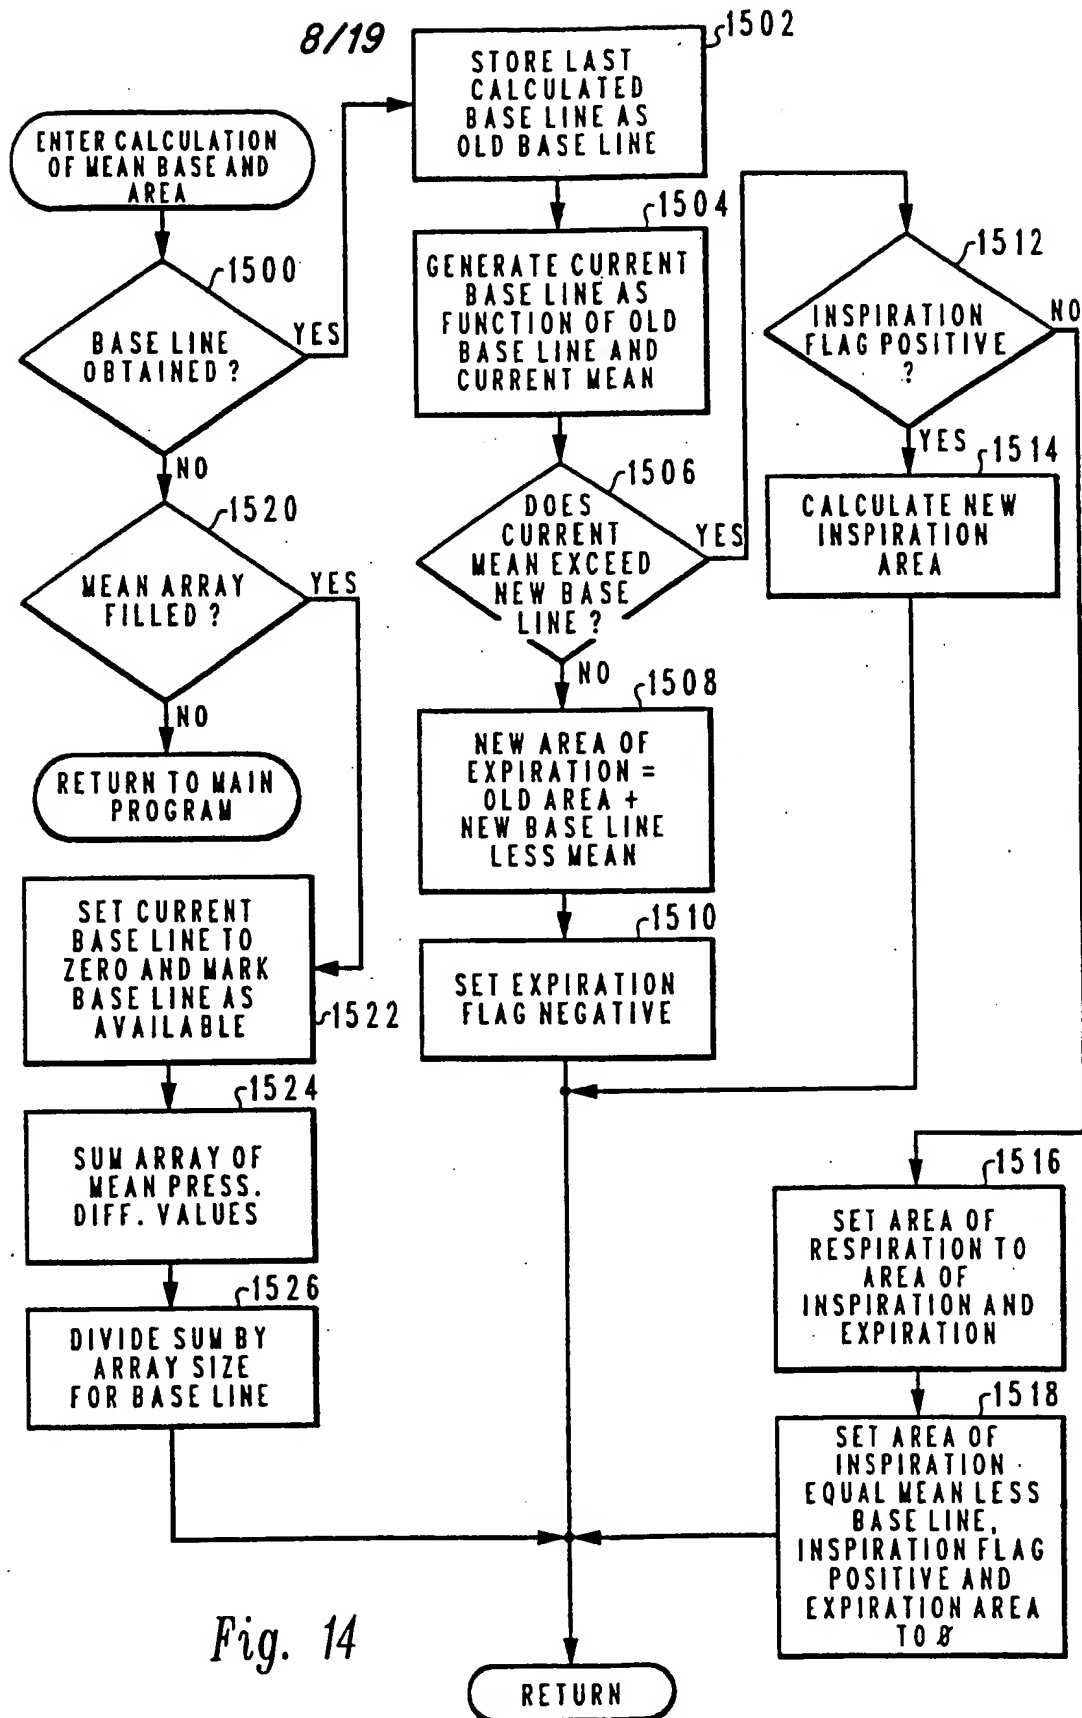 8/19
ENTER CALCULATION
OF MEAN BASE AND
AREA
1500
BASE LINE
OBTAINED ?
YES
NO
1520
MEAN ARRAY
FILLED ?
YES
NO
RETURN TO MAIN
PROGRAM
SET CURRENT
BASE LINE TO
ZERO AND MARK
BASE LINE AS
AVAILABLE
1522
1524
SUM ARRAY OF
MEAN PRESS.
DIFF. VALUES
1526
DIVIDE SUM BY
ARRAY SIZE
FOR BASE LINE
1502
STORE LAST
CALCULATED
BASE LINE AS
OLD BASE LINE
1504
GENERATE CURRENT
BASE LINE AS
FUNCTION OF OLD
BASE LINE AND
CURRENT MEAN
1506
DOES
CURRENT
MEAN EXCEED
NEW BASE
LINE ?
YES
NO
1508
NEW AREA OF
EXPIRATION =
OLD AREA +
NEW BASE LINE
LESS MEAN
1510
SET EXPIRATION
FLAG NEGATIVE
1512
INSPIRATION
FLAG POSITIVE
?
NO
YES
1514
CALCULATE NEW
INSPIRATION
AREA
1516
SET AREA OF
RESPIRATION TO
AREA OF
INSPIRATION AND
EXPIRATION
1518
SET AREA OF
INSPIRATION
EQUAL MEAN LESS
BASE LINE,
INSPIRATION FLAG
POSITIVE AND
EXPIRATION AREA
TO 0
RETURN
Fig. 14